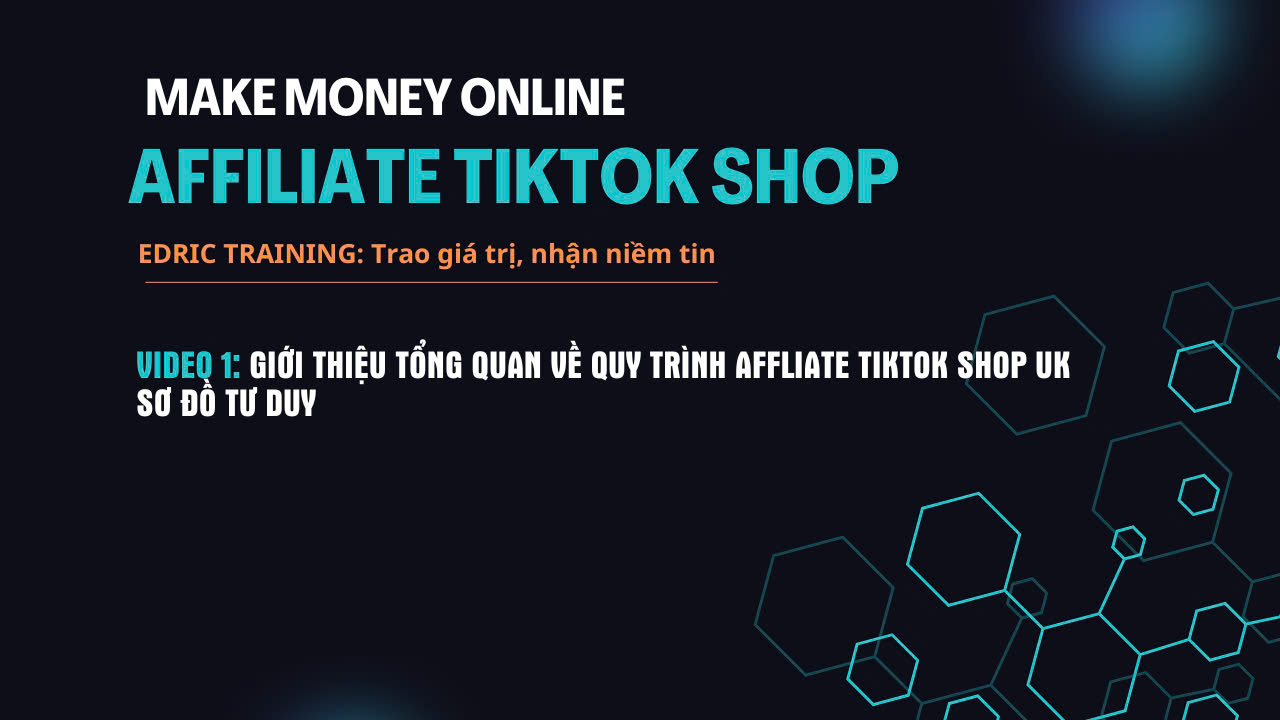 MAKE MONEY ONLINE
AFFILIATE TIKTOK SHOP
EDRIC TRAINING: Trao giá trị, nhận niềm tin
VIDEO 1: GIỚI THIỆU TỔNG QUAN VỀ QUY TRÌNH AFFLIATE TIKTOK SHOP UK
SƠ ĐỒ TƯ DUY